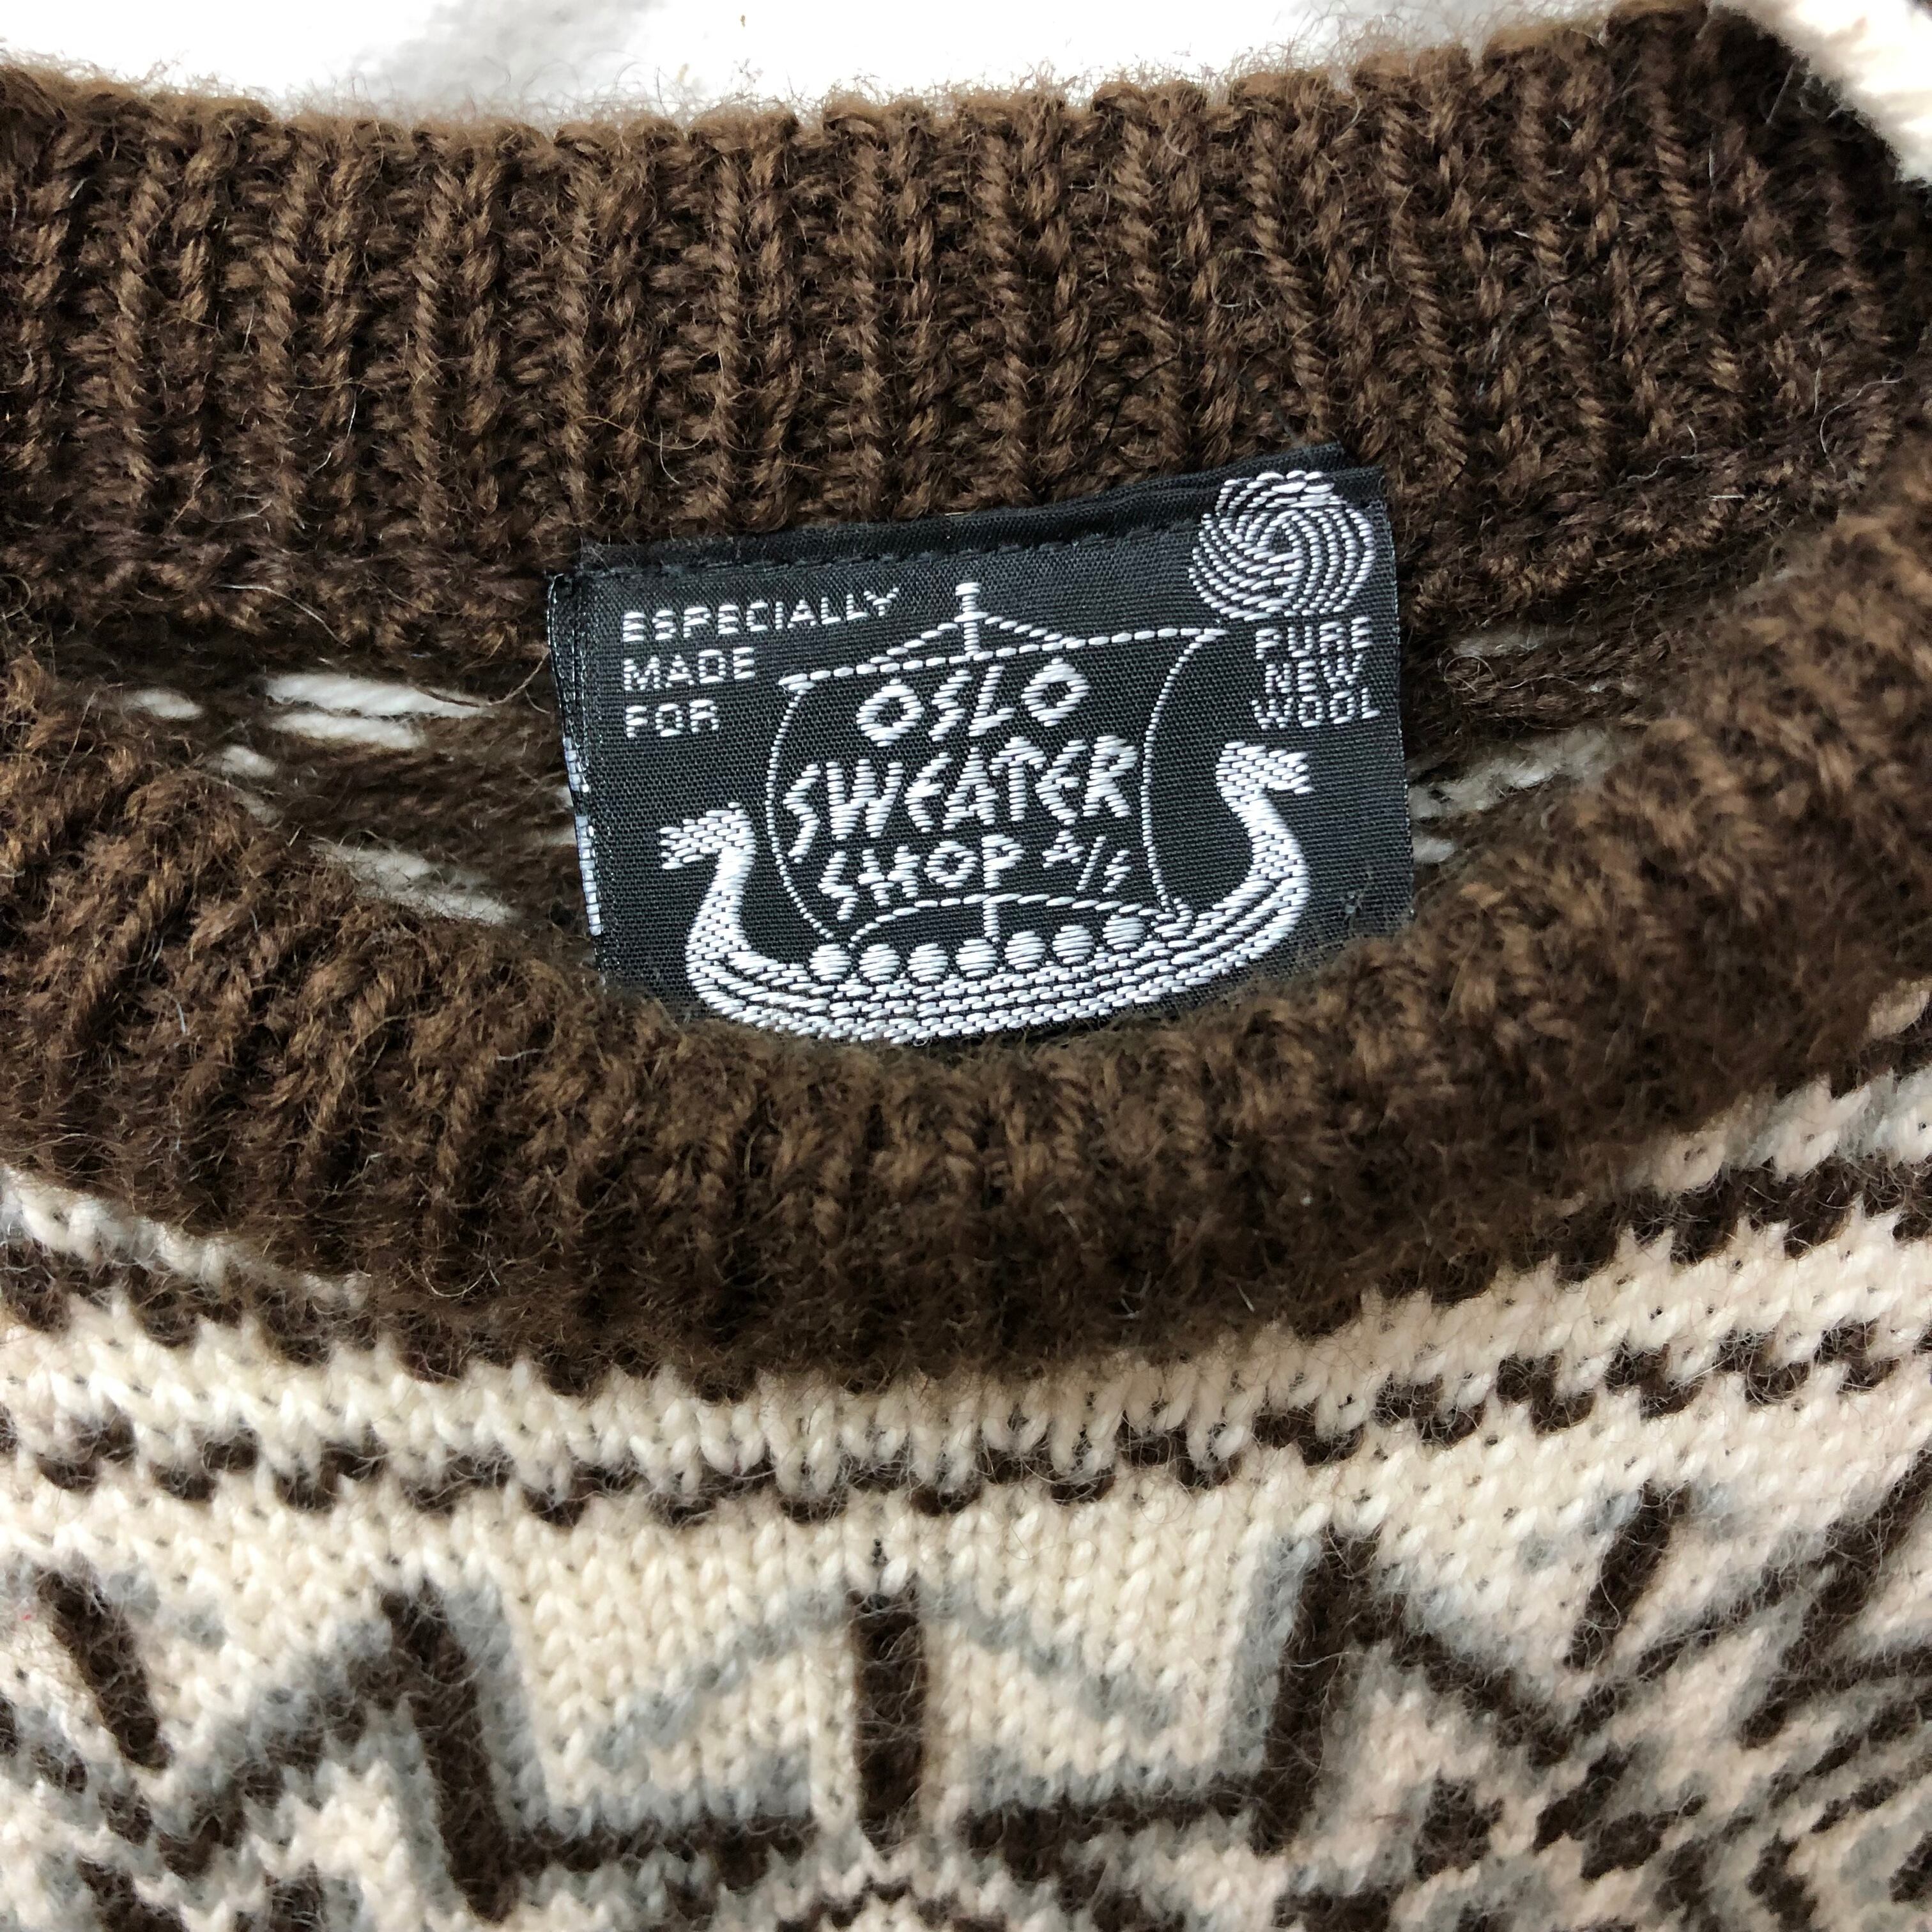 ESPECIALLY
MADE
FOR
OSLO
SWEATER
SHOP A/S
PURE
NEW
WOOL